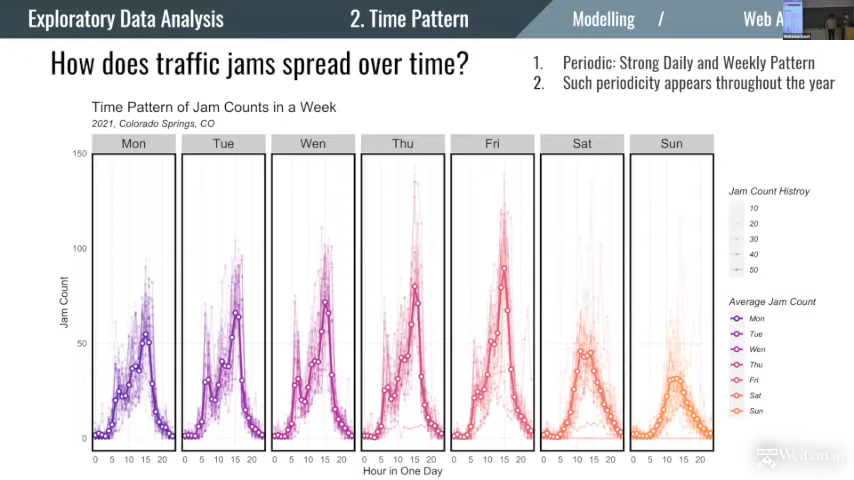 Exploratory Data Analysis
2. Time Pattern
Modelling /
Web A
How does traffic jams spread over time?
1. Periodic: Strong Daily and Weekly Pattern
2. Such periodicity appears throughout the year
Time Pattern of Jam Counts in a Week
2021, Colorado Springs, CO
Mon Tue Wen Thu Fri Sat Sun
150
100
50
0
Jam Count
0 5 10 15 20 0 5 10 15 20 0 5 10 15 20 0 5 10 15 20 0 5 10 15 20 0 5 10 15 20 0 5 10 15 20
Hour in One Day
Jam Count Histroy
10
20
30
40
50
Average Jam Count
Mon
Tue
Wen
Thu
Fri
Sat
Sun
Weitzman